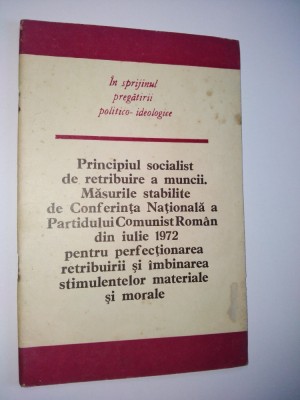 În sprijinul
pregătirii
politico-ideologice
Principiul socialist
de retribuire a muncii.
Măsurile stabilite
de Conferința Națională a
Partidului Comunist Român
din iulie 1972
pentru perfecționarea
retribuirii și îmbinarea
stimulentelor materiale
și morale